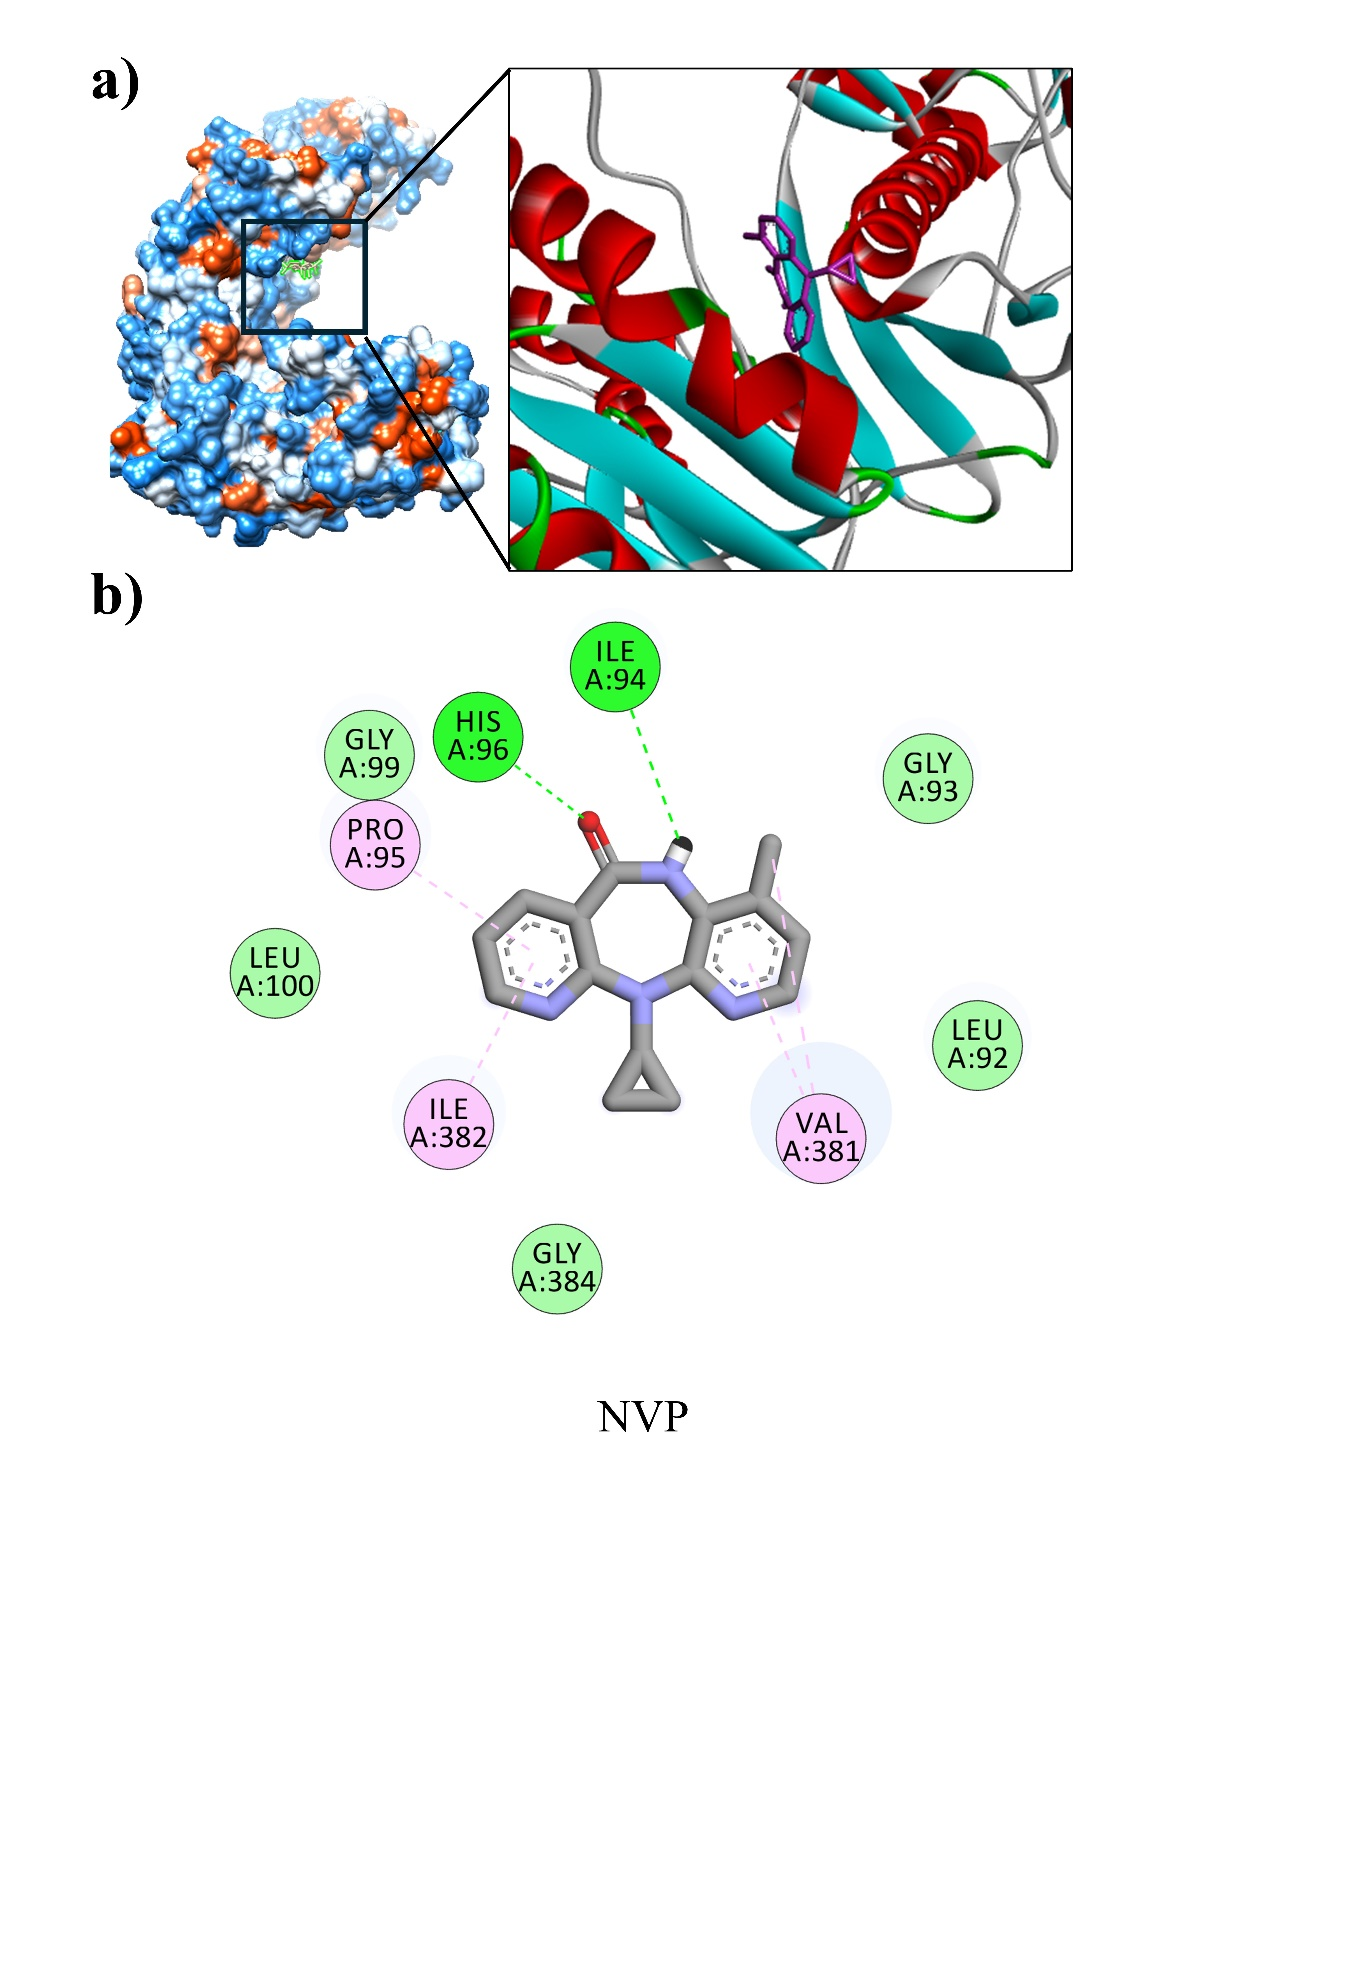 a)
b)
ILE
A:94
HIS
A:96
GLY
A:99
GLY
A:93
PRO
A:95
LEU
A:100
LEU
A:92
ILE
A:382
VAL
A:381
GLY
A:384
NVP